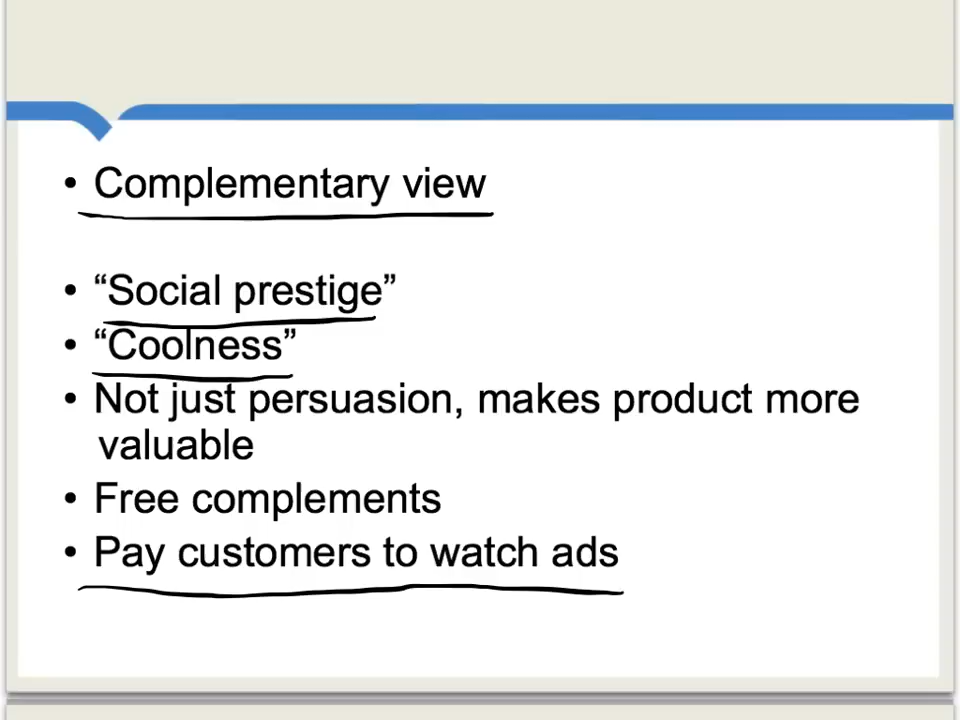 • Complementary view
• “Social prestige”
• “Coolness”
• Not just persuasion, makes product more
valuable
• Free complements
• Pay customers to watch ads